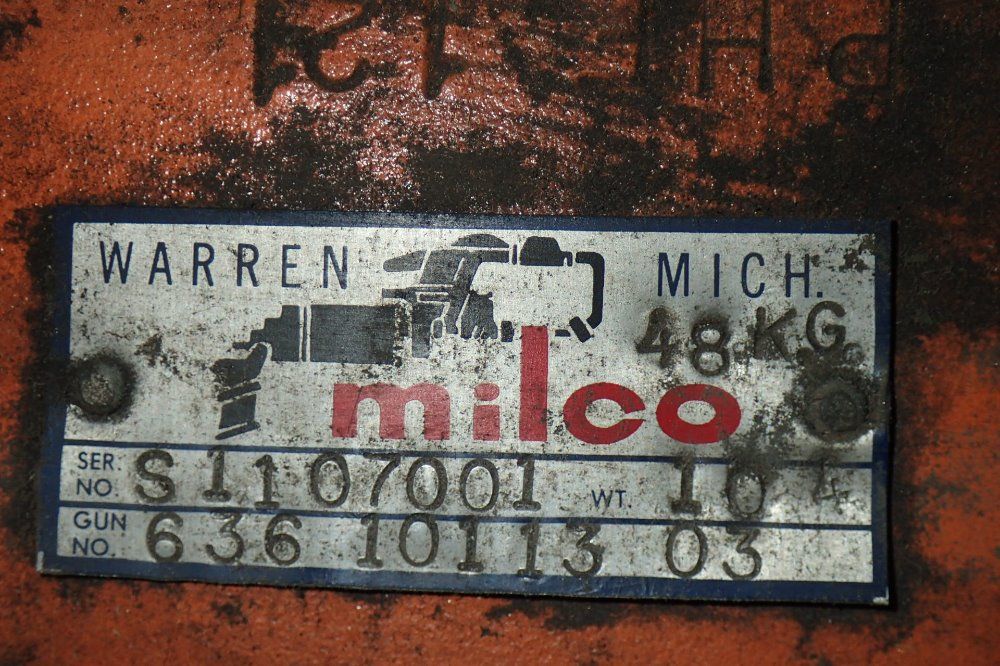 WARREN MICH.
48 KG
milco
SER. NO. S1107001 WT. 104
GUN NO. 636 10113 03